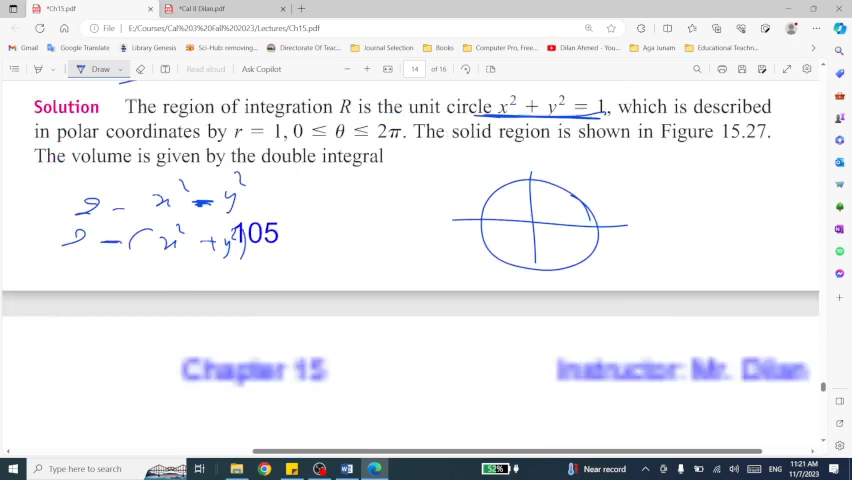 *Ch15.pdf
*Cal II Dilan.pdf
File
E:/Courses/Cal%203%20Fall%202023/Lectures/Ch15.pdf
Gmail
Google Translate
Library Genesis
Sci-Hub removing...
Directorate Of Teac...
Journal Selection
Books
Computer Pro, Free...
Dilan Ahmed - Goo...
Aga Junam
Educational Teachn...
Draw
Read aloud
Ask Copilot
14 of 16
Solution The region of integration R is the unit circle x² + y² = 1, which is described
in polar coordinates by r = 1, 0 ≤ θ ≤ 2π. The solid region is shown in Figure 15.27.
The volume is given by the double integral
2 - x² - y²
2 - (x² + y²)
105
Chapter 15
Instructor: Mr. Dilan
Type here to search
52%
Near record
ENG
11:21 AM
11/7/2023